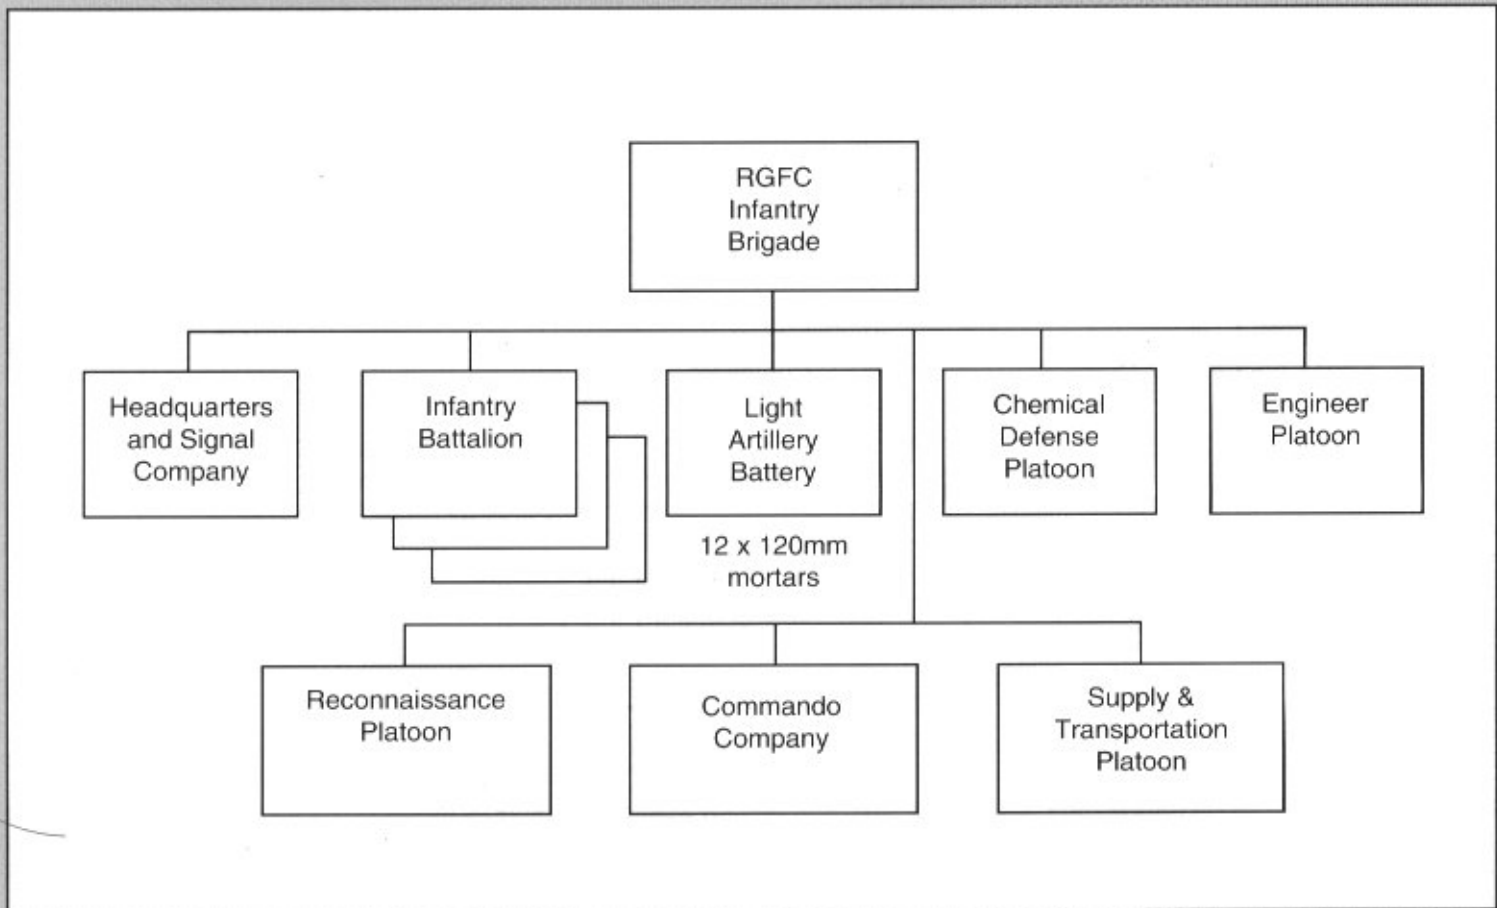 RGFC
Infantry
Brigade
Headquarters
and Signal
Company
Infantry
Battalion
Light
Artillery
Battery
12 x 120mm
mortars
Chemical
Defense
Platoon
Engineer
Platoon
Reconnaissance
Platoon
Commando
Company
Supply &
Transportation
Platoon